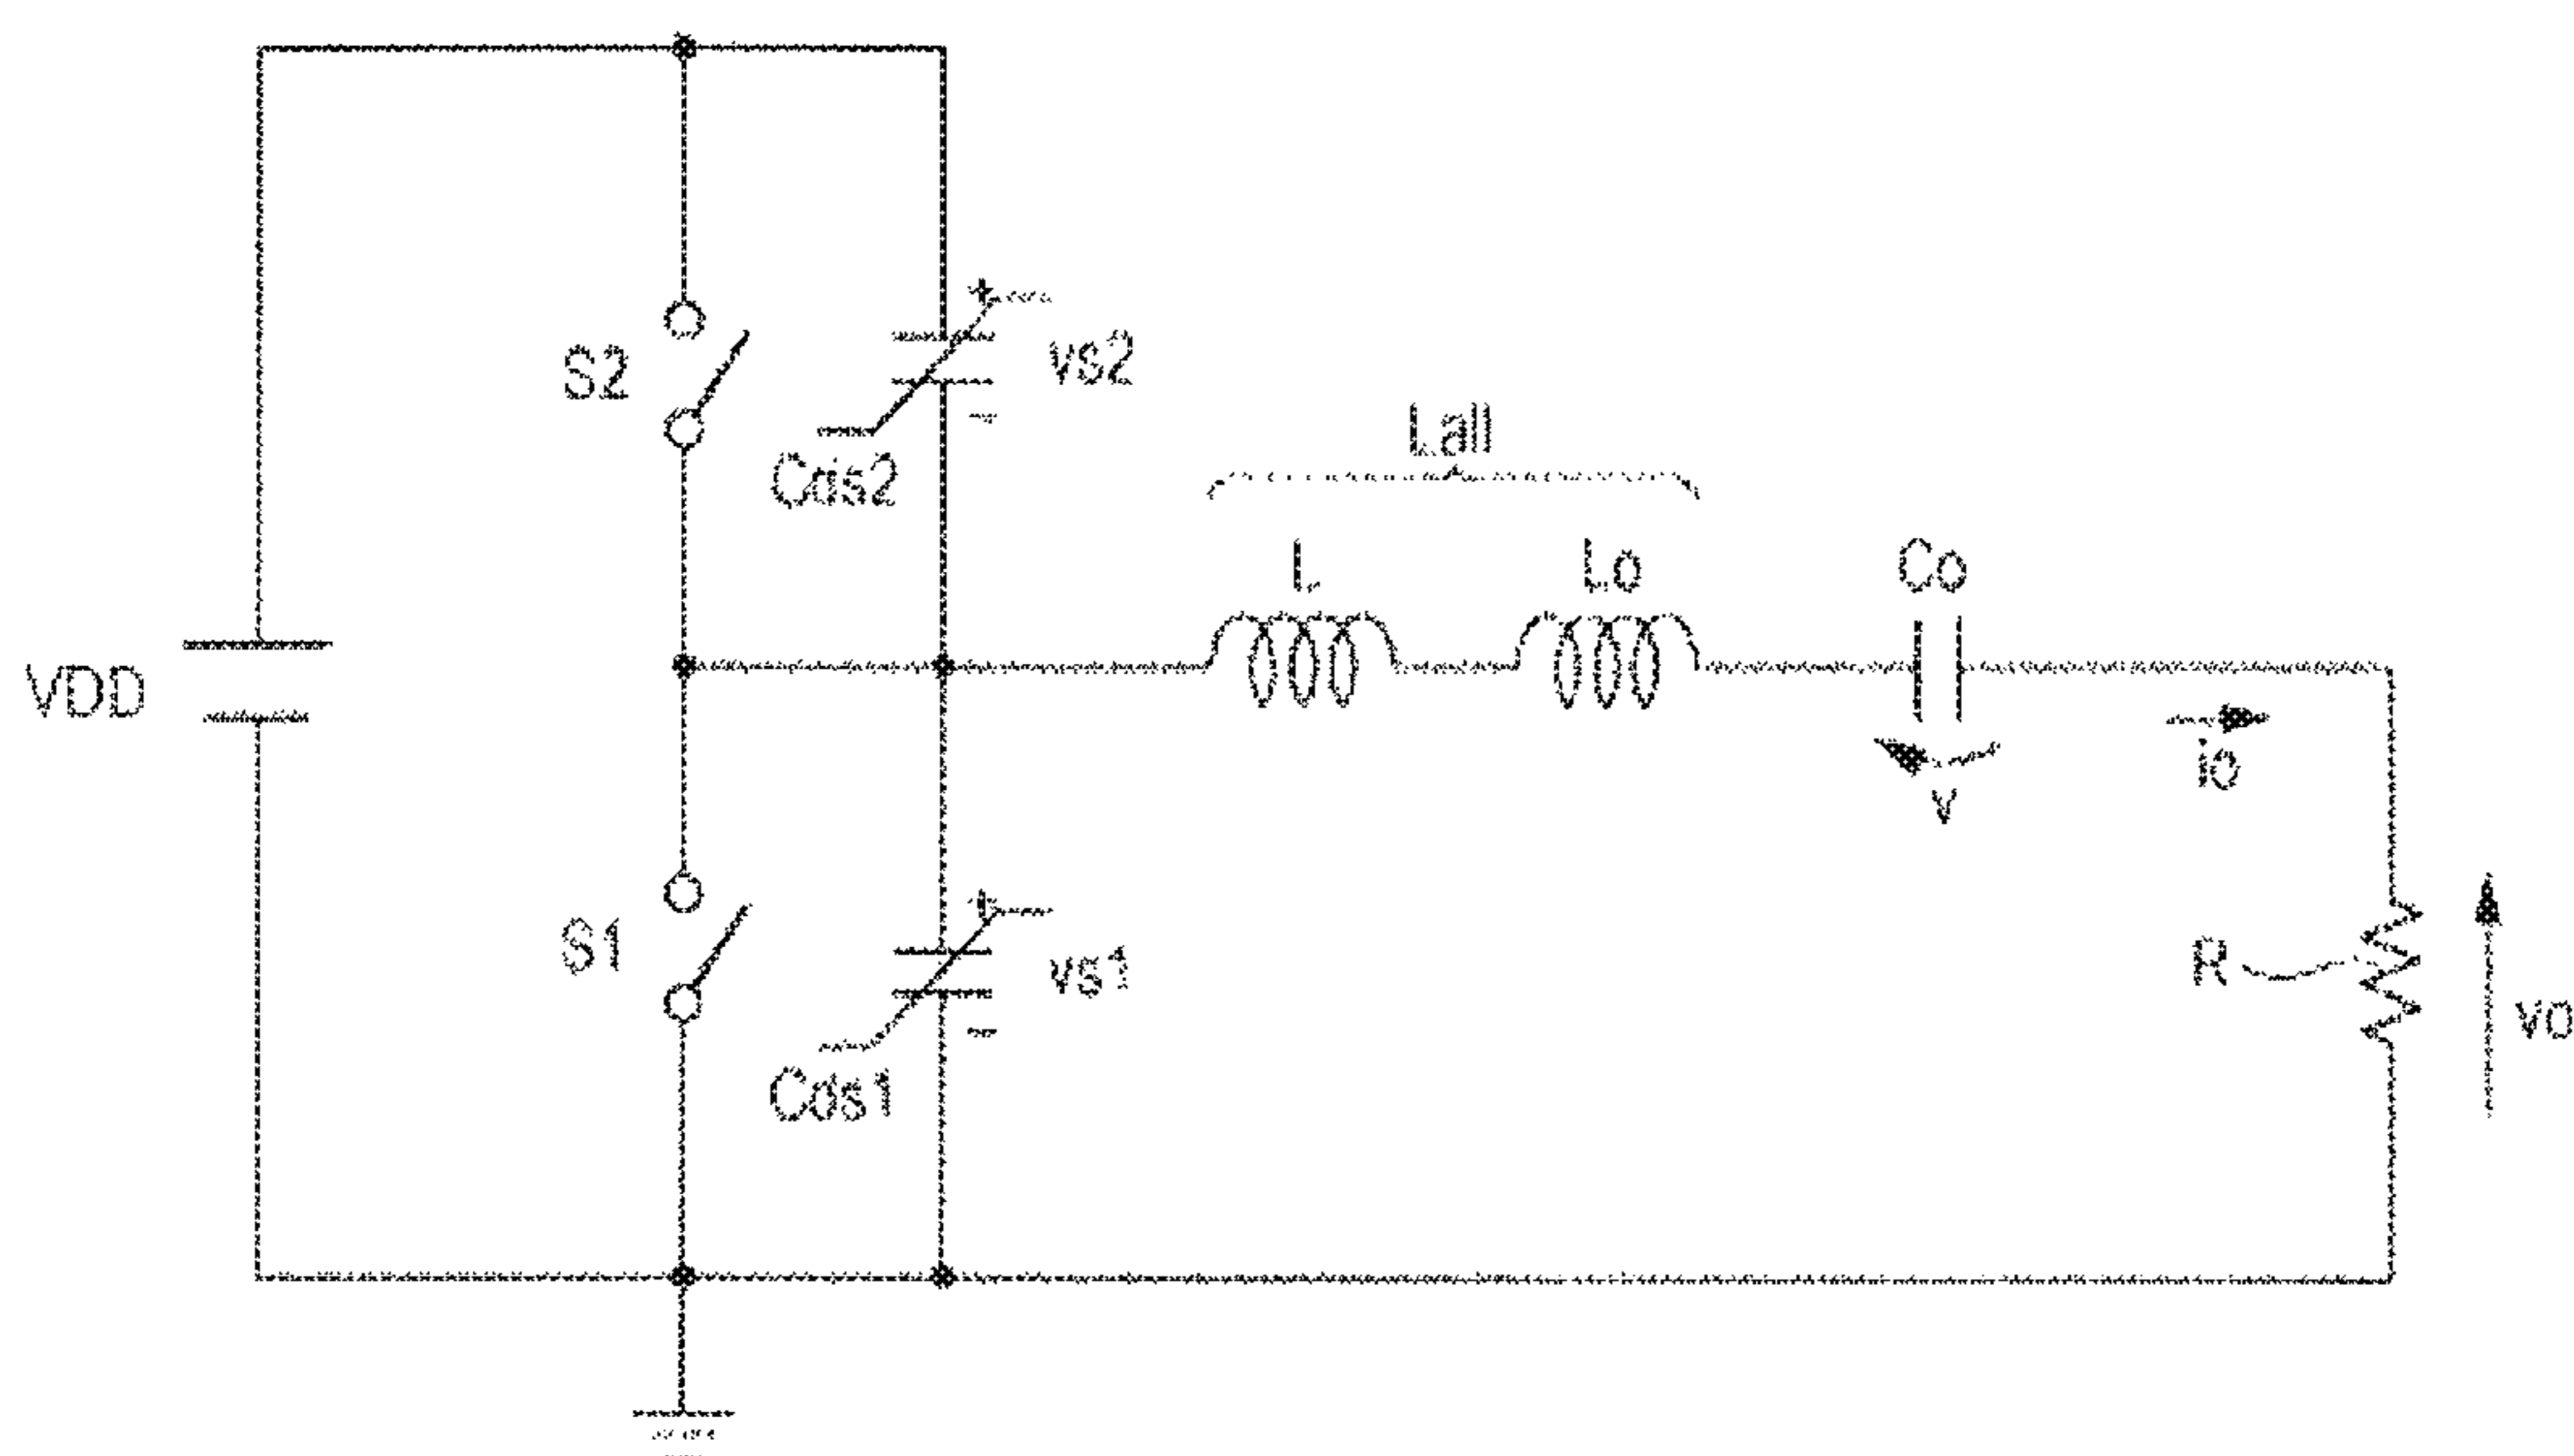 S2
+
vs2
-
Cds2
Lall
L
Lo
Co
VDD
io
v
S1
+
vs1
-
Cds1
R
vo